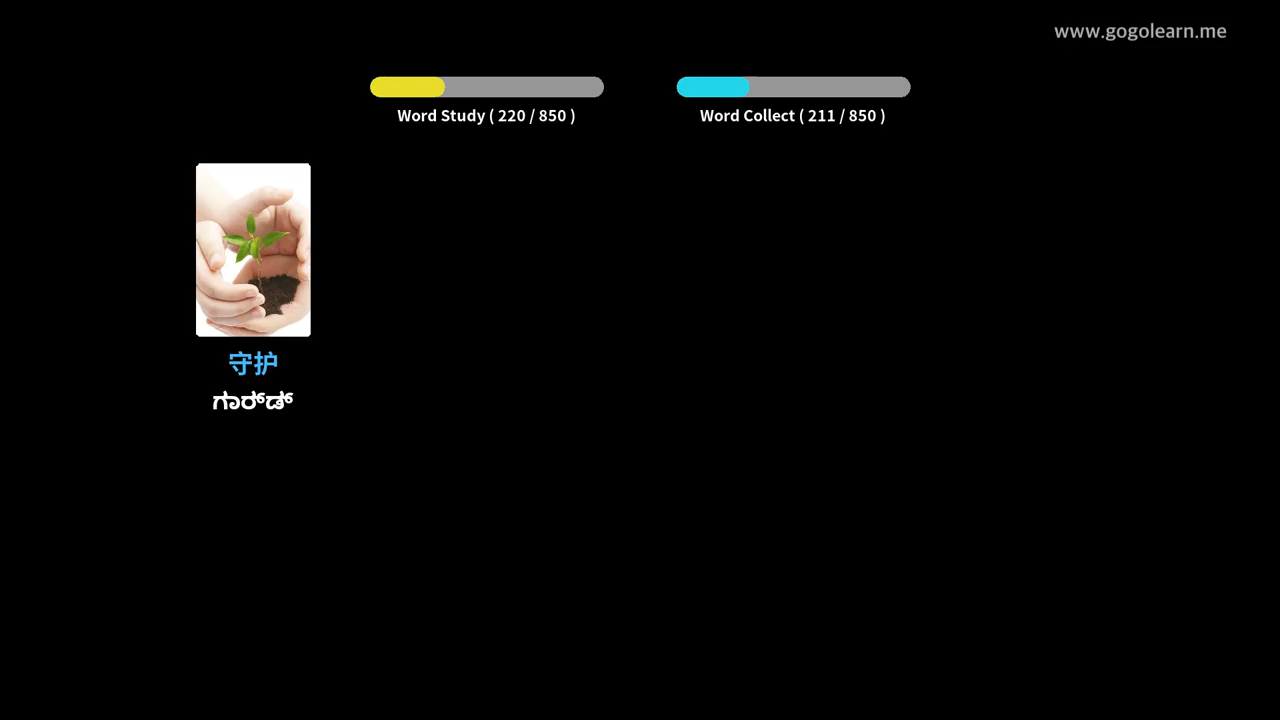 www.gogolearn.me
Word Study ( 220 / 850 )
Word Collect ( 211 / 850 )
守护
ಗಾರ್ಡ್